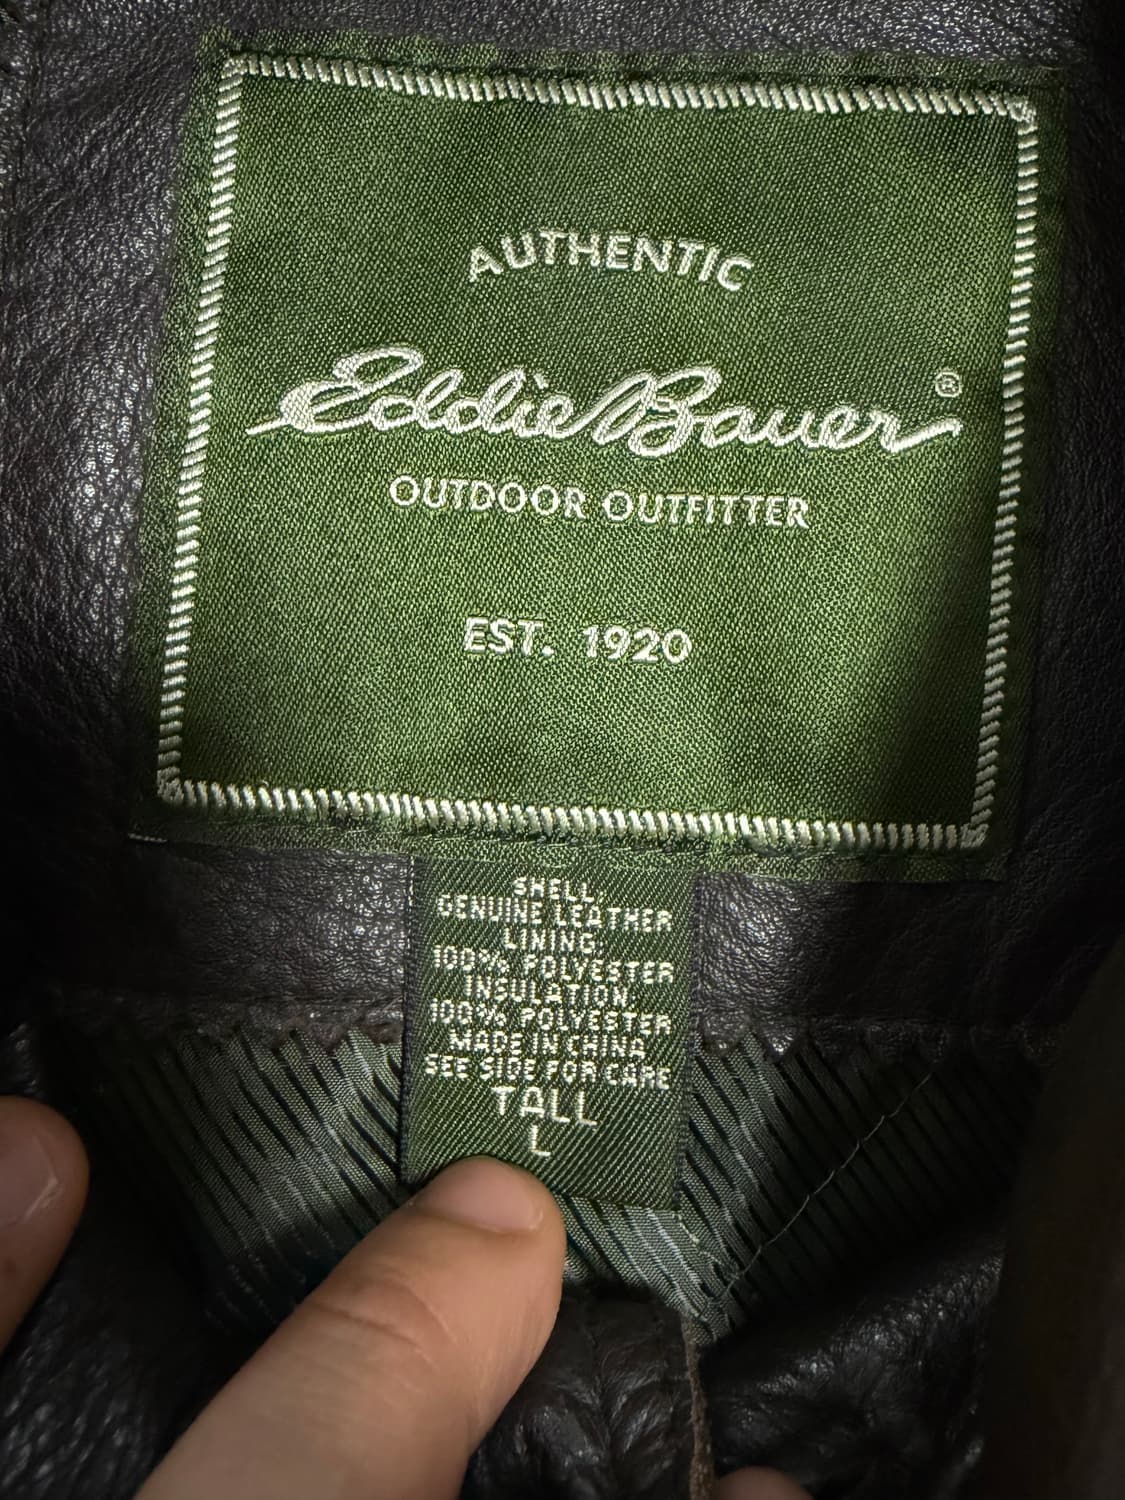 AUTHENTIC
Eddie Bauer®
OUTDOOR OUTFITTER
EST. 1920
SHELL:
GENUINE LEATHER
LINING:
100% POLYESTER
INSULATION:
100% POLYESTER
MADE IN CHINA
SEE SIDE FOR CARE
TALL
L